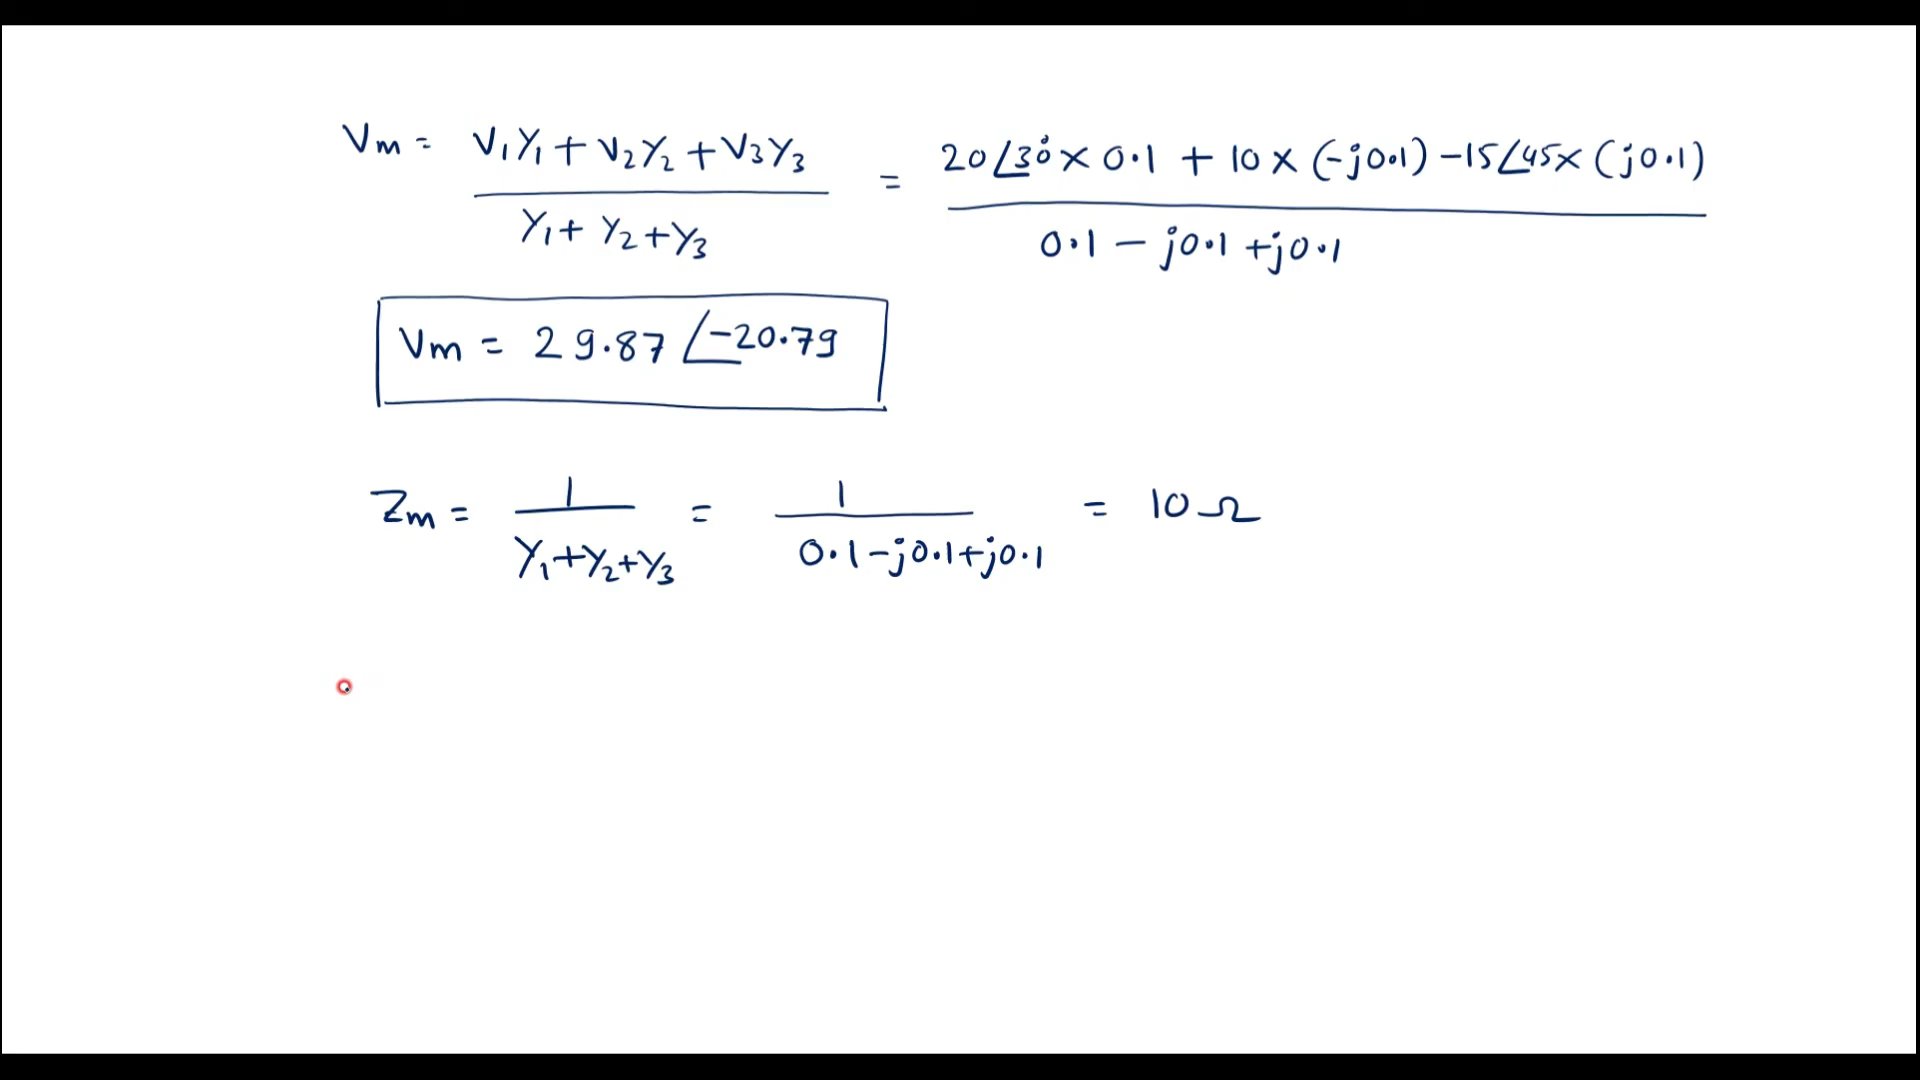 Vm = V1Y1 + V2Y2 + V3Y3 / Y1 + Y2 + Y3 = 20∠30° × 0.1 + 10 × (-j0.1) - 15∠45 × (j0.1) / 0.1 - j0.1 + j0.1
Vm = 29.87 ∠-20.79
Zm = 1 / Y1+Y2+Y3 = 1 / 0.1-j0.1+j0.1 = 10 Ω